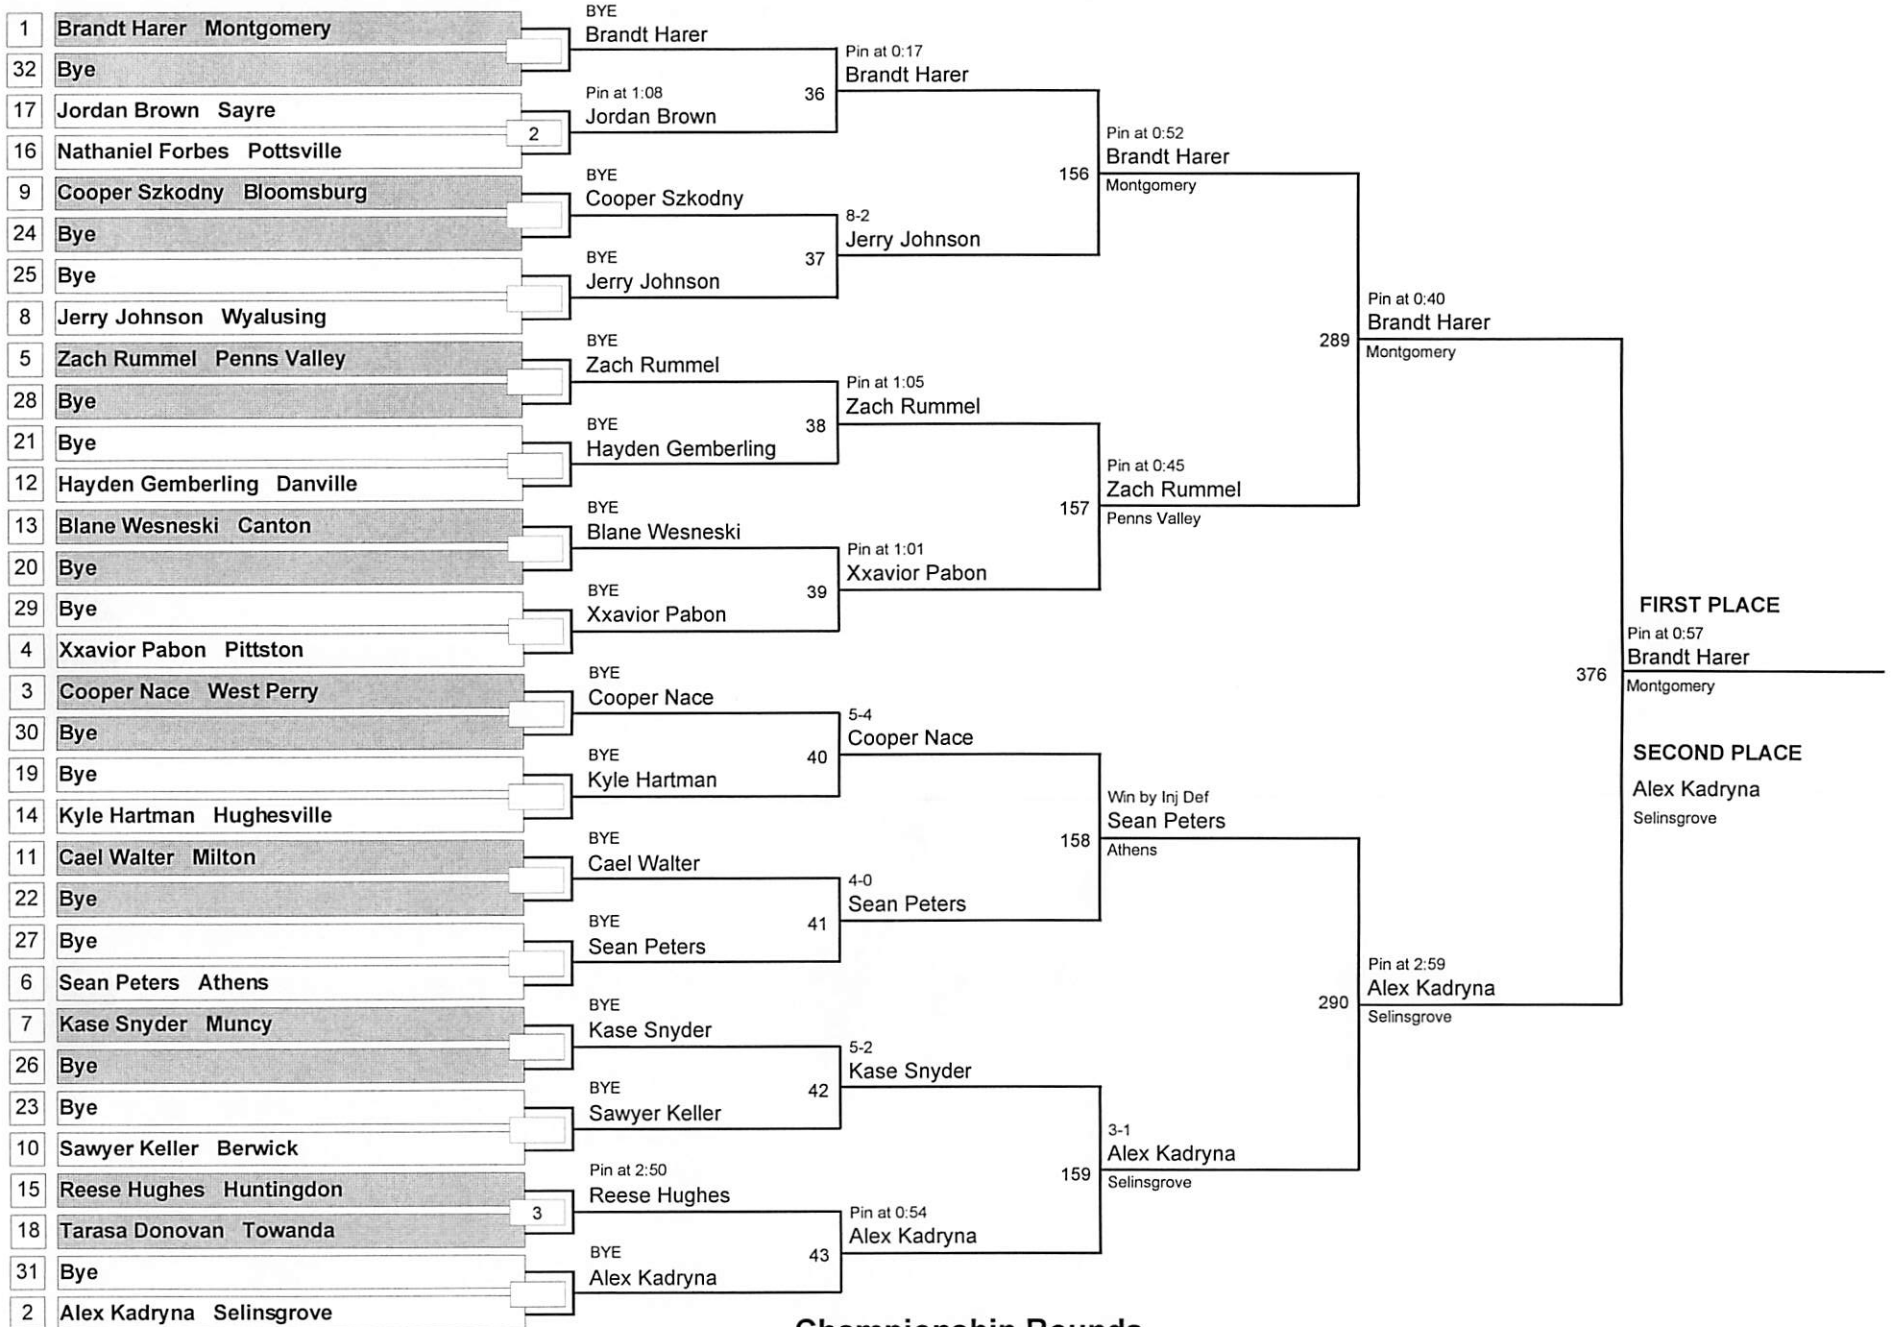 1 Brandt Harer Montgomery
32 Bye
17 Jordan Brown Sayre
2
16 Nathaniel Forbes Pottsville
9 Cooper Szkodny Bloomsburg
24 Bye
25 Bye
8 Jerry Johnson Wyalusing
5 Zach Rummel Penns Valley
28 Bye
21 Bye
12 Hayden Gemberling Danville
13 Blane Wesneski Canton
20 Bye
29 Bye
4 Xxavior Pabon Pittston
3 Cooper Nace West Perry
30 Bye
19 Bye
14 Kyle Hartman Hughesville
11 Cael Walter Milton
22 Bye
27 Bye
6 Sean Peters Athens
7 Kase Snyder Muncy
26 Bye
23 Bye
10 Sawyer Keller Berwick
15 Reese Hughes Huntingdon
3
18 Tarasa Donovan Towanda
31 Bye
2 Alex Kadryna Selinsgrove
BYE
Brandt Harer
36
Pin at 1:08
Jordan Brown
BYE
Cooper Szkodny
37
BYE
Jerry Johnson
BYE
Zach Rummel
38
BYE
Hayden Gemberling
BYE
Blane Wesneski
39
BYE
Xxavior Pabon
BYE
Cooper Nace
40
BYE
Kyle Hartman
BYE
Cael Walter
41
BYE
Sean Peters
BYE
Kase Snyder
42
BYE
Sawyer Keller
Pin at 2:50
Reese Hughes
43
BYE
Alex Kadryna
Pin at 0:17
Brandt Harer
156
8-2
Jerry Johnson
Pin at 1:05
Zach Rummel
157
Pin at 1:01
Xxavior Pabon
5-4
Cooper Nace
158
4-0
Sean Peters
5-2
Kase Snyder
159
Pin at 0:54
Alex Kadryna
Pin at 0:52
Brandt Harer
Montgomery
289
Pin at 0:45
Zach Rummel
Penns Valley
Win by Inj Def
Sean Peters
Athens
290
3-1
Alex Kadryna
Selinsgrove
Pin at 0:40
Brandt Harer
Montgomery
376
Pin at 2:59
Alex Kadryna
Selinsgrove
FIRST PLACE
Pin at 0:57
Brandt Harer
Montgomery
SECOND PLACE
Alex Kadryna
Selinsgrove
Championship Rounds